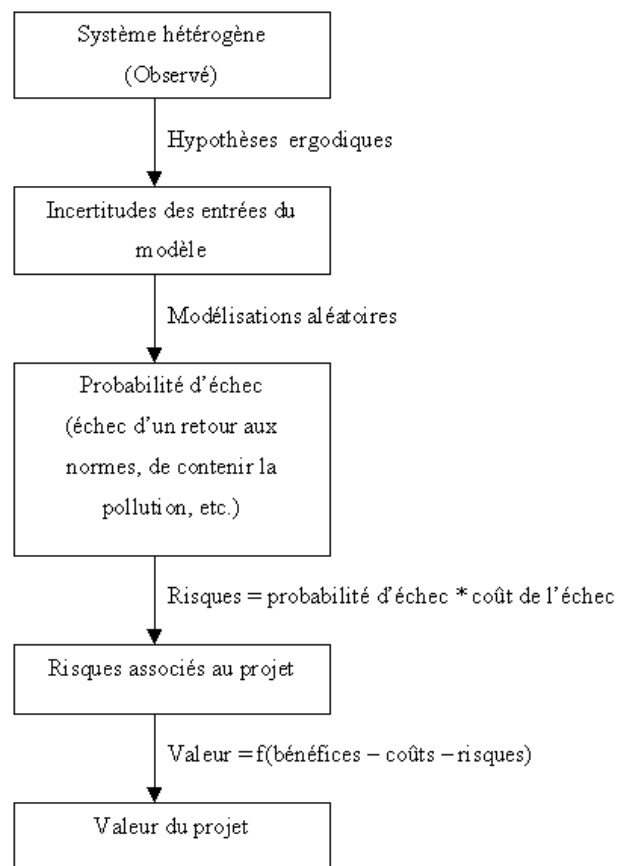 Système hétérogène
(Observé)
Hypothèses ergodiques
Incertitudes des entrées du
modèle
Modélisations aléatoires
Probabilité d'échec
(échec d'un retour aux
normes, de contenir la
pollution, etc.)
Risques = probabilité d'échec * coût de l'échec
Risques associés au projet
Valeur = f(bénéfices – coûts – risques)
Valeur du projet